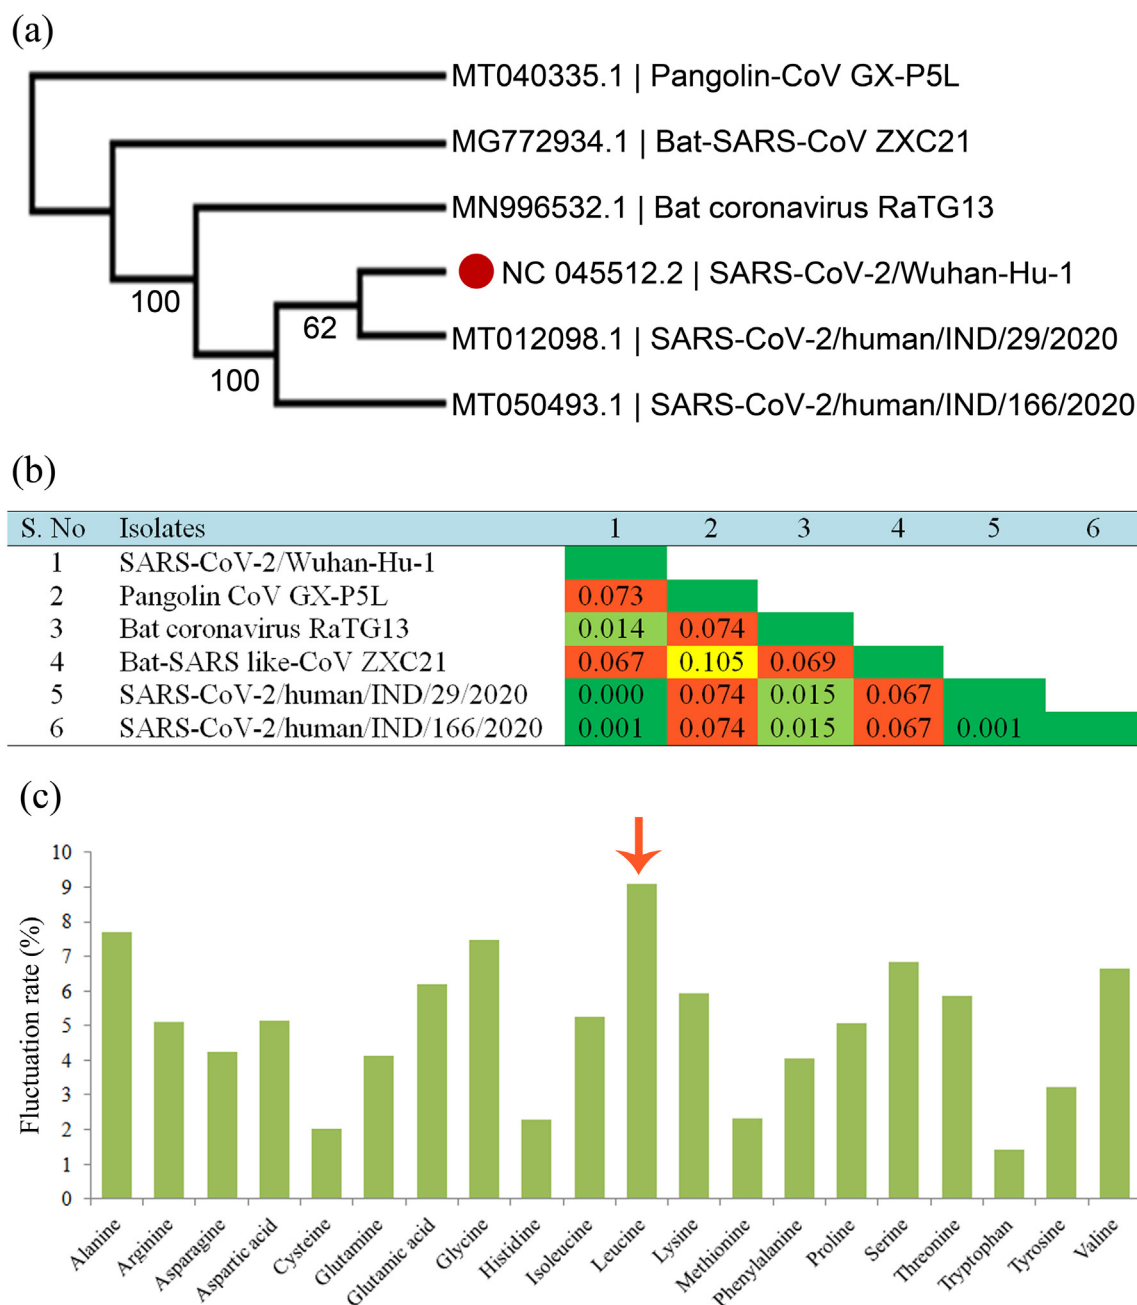 (a)
MT040335.1 | Pangolin-CoV GX-P5L
MG772934.1 | Bat-SARS-CoV ZXC21
MN996532.1 | Bat coronavirus RaTG13
NC 045512.2 | SARS-CoV-2/Wuhan-Hu-1
100
62
MT012098.1 | SARS-CoV-2/human/IND/29/2020
100
MT050493.1 | SARS-CoV-2/human/IND/166/2020
(b)
S. No Isolates 1 2 3 4 5 6
1 SARS-CoV-2/Wuhan-Hu-1
2 Pangolin CoV GX-P5L 0.073
3 Bat coronavirus RaTG13 0.014 0.074
4 Bat-SARS like-CoV ZXC21 0.067 0.105 0.069
5 SARS-CoV-2/human/IND/29/2020 0.000 0.074 0.015 0.067
6 SARS-CoV-2/human/IND/166/2020 0.001 0.074 0.015 0.067 0.001
(c)
Fluctuation rate (%)
10
9
8
7
6
5
4
3
2
1
0
Alanine
Arginine
Asparagine
Aspartic acid
Cysteine
Glutamine
Glutamic acid
Glycine
Histidine
Isoleucine
Leucine
Lysine
Methionine
Phenylalanine
Proline
Serine
Threonine
Tryptophan
Tyrosine
Valine